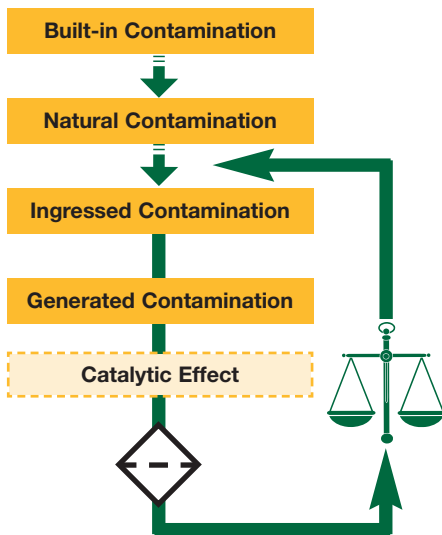 Built-in Contamination
Natural Contamination
Ingressed Contamination
Generated Contamination
Catalytic Effect